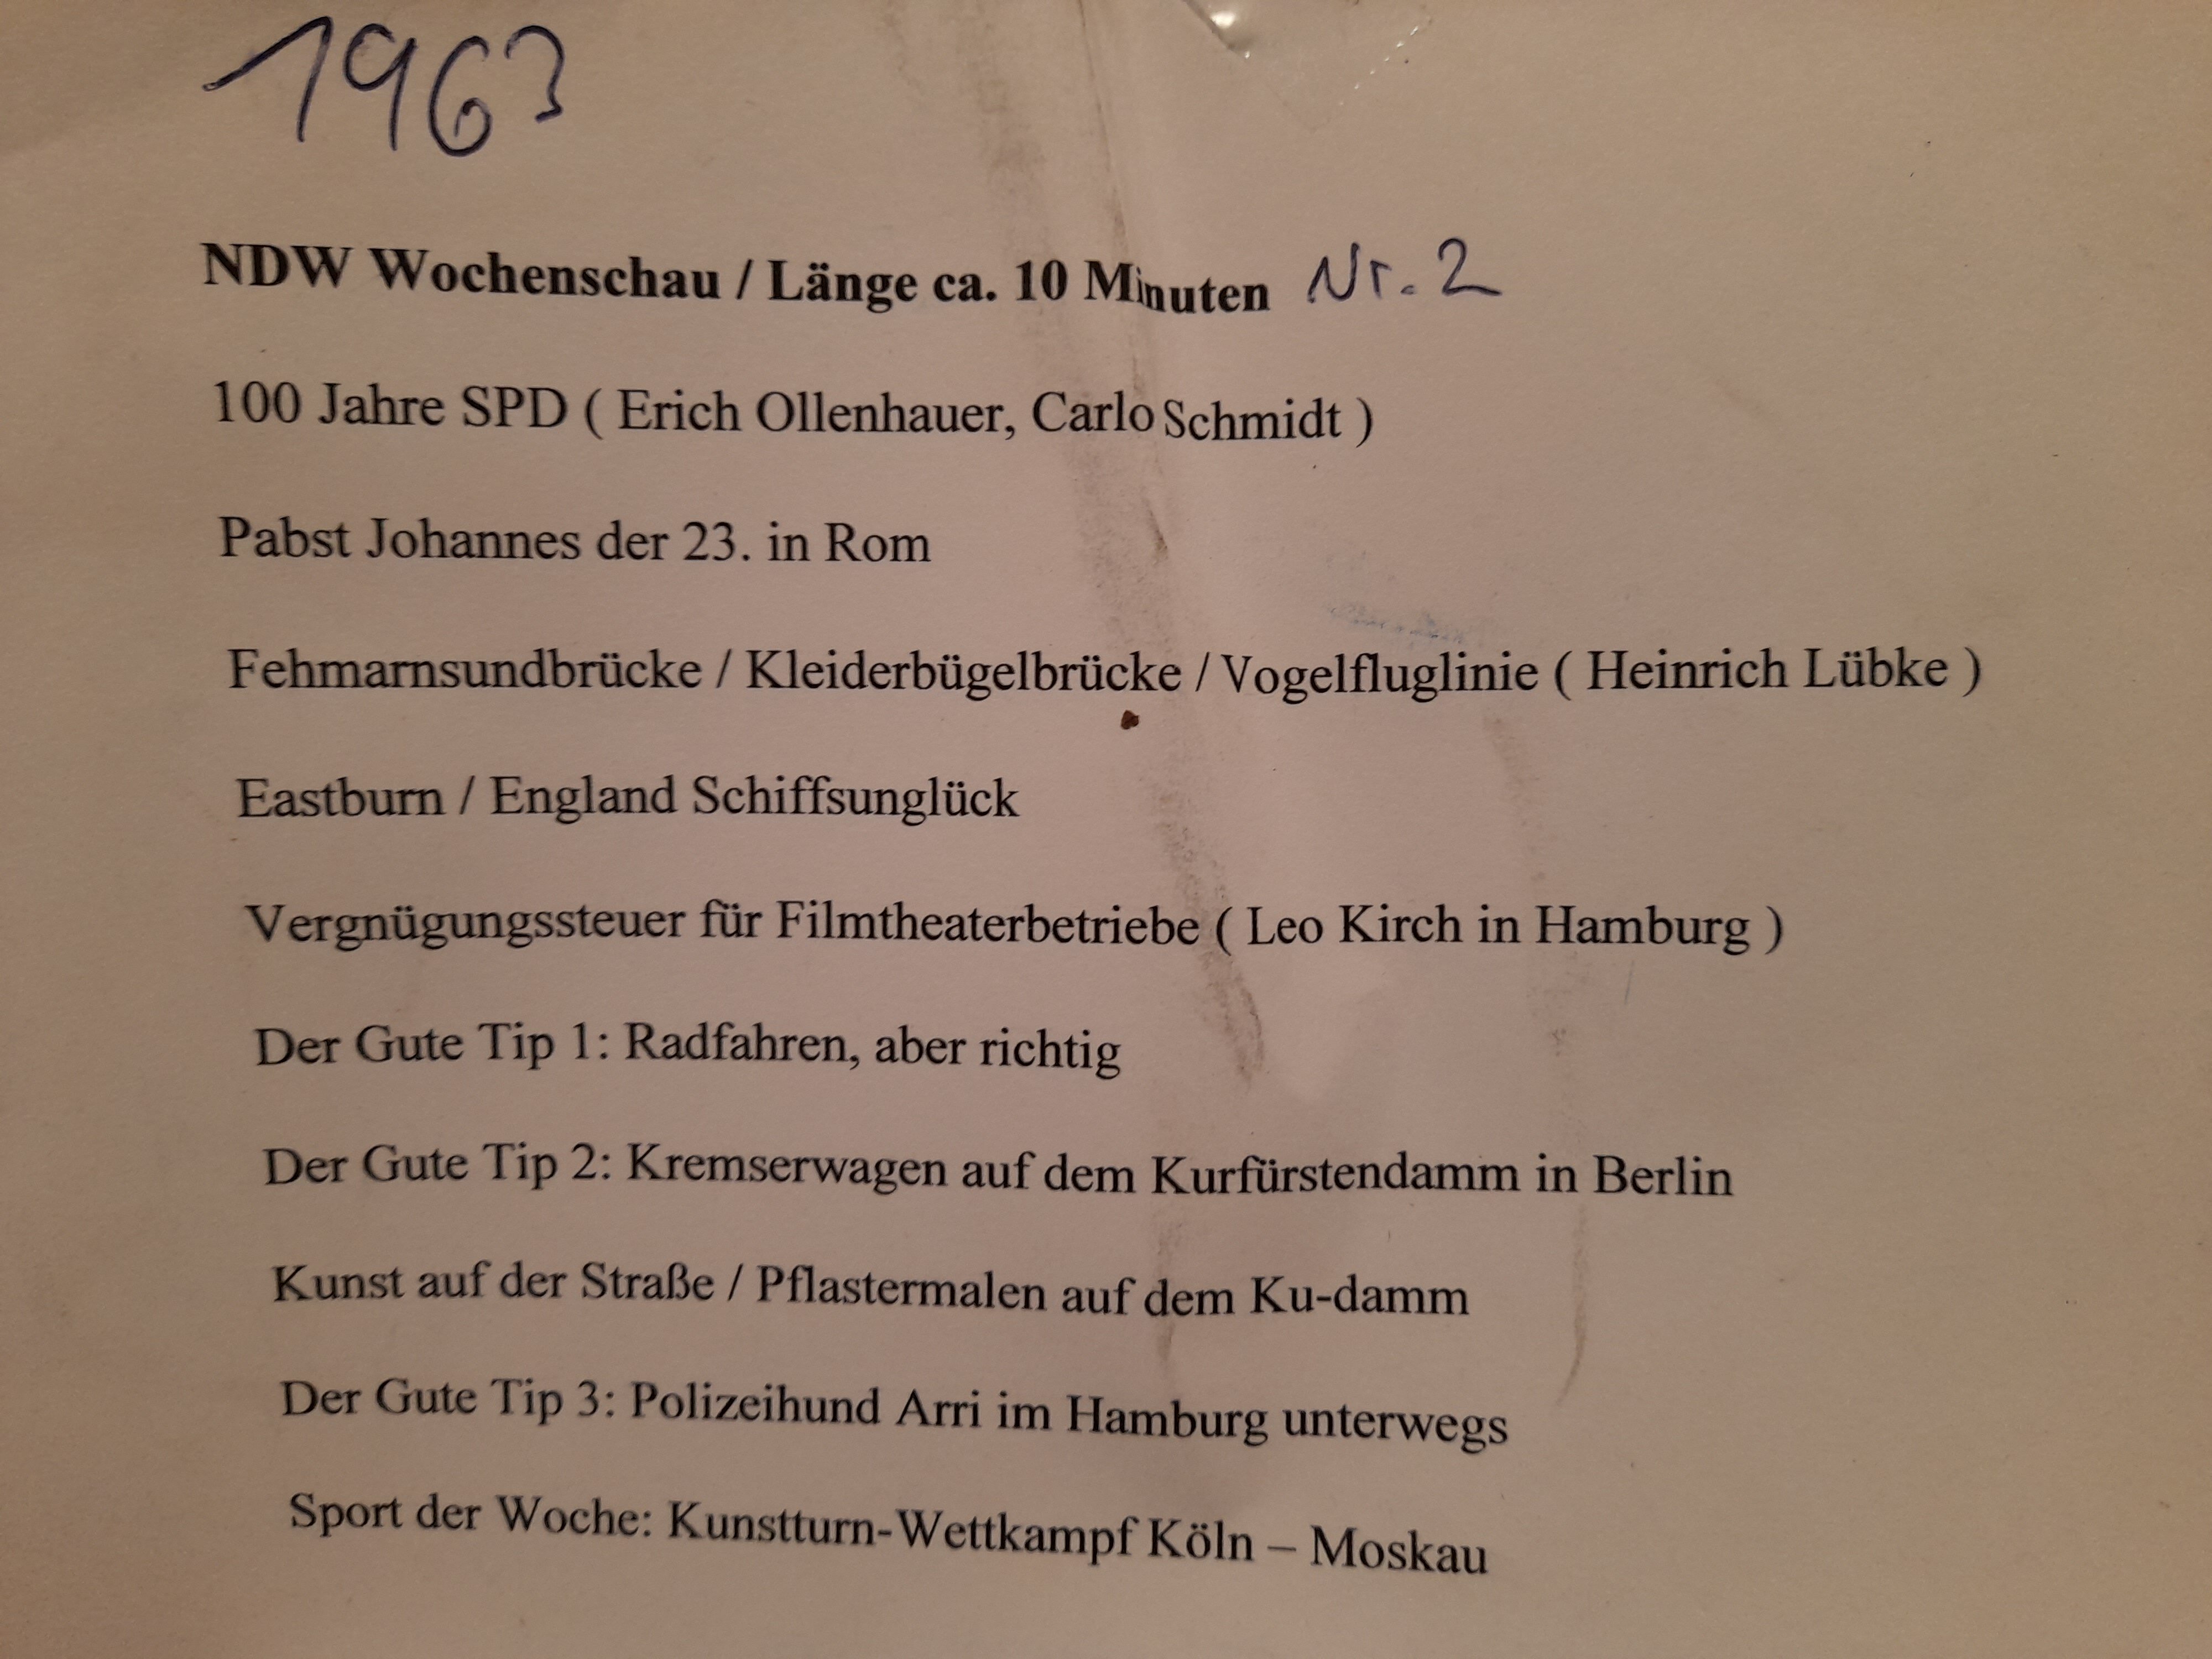 1963
NDW Wochenschau / Länge ca. 10 Minuten Nr. 2
100 Jahre SPD ( Erich Ollenhauer, Carlo Schmidt )
Pabst Johannes der 23. in Rom
Fehmarnsundbrücke / Kleiderbügelbrücke / Vogelfluglinie ( Heinrich Lübke )
Eastburn / England Schiffsunglück
Vergnügungssteuer für Filmtheaterbetriebe ( Leo Kirch in Hamburg )
Der Gute Tip 1: Radfahren, aber richtig
Der Gute Tip 2: Kremserwagen auf dem Kurfürstendamm in Berlin
Kunst auf der Straße / Pflastermalen auf dem Ku-damm
Der Gute Tip 3: Polizeihund Arri im Hamburg unterwegs
Sport der Woche: Kunstturn-Wettkampf Köln – Moskau